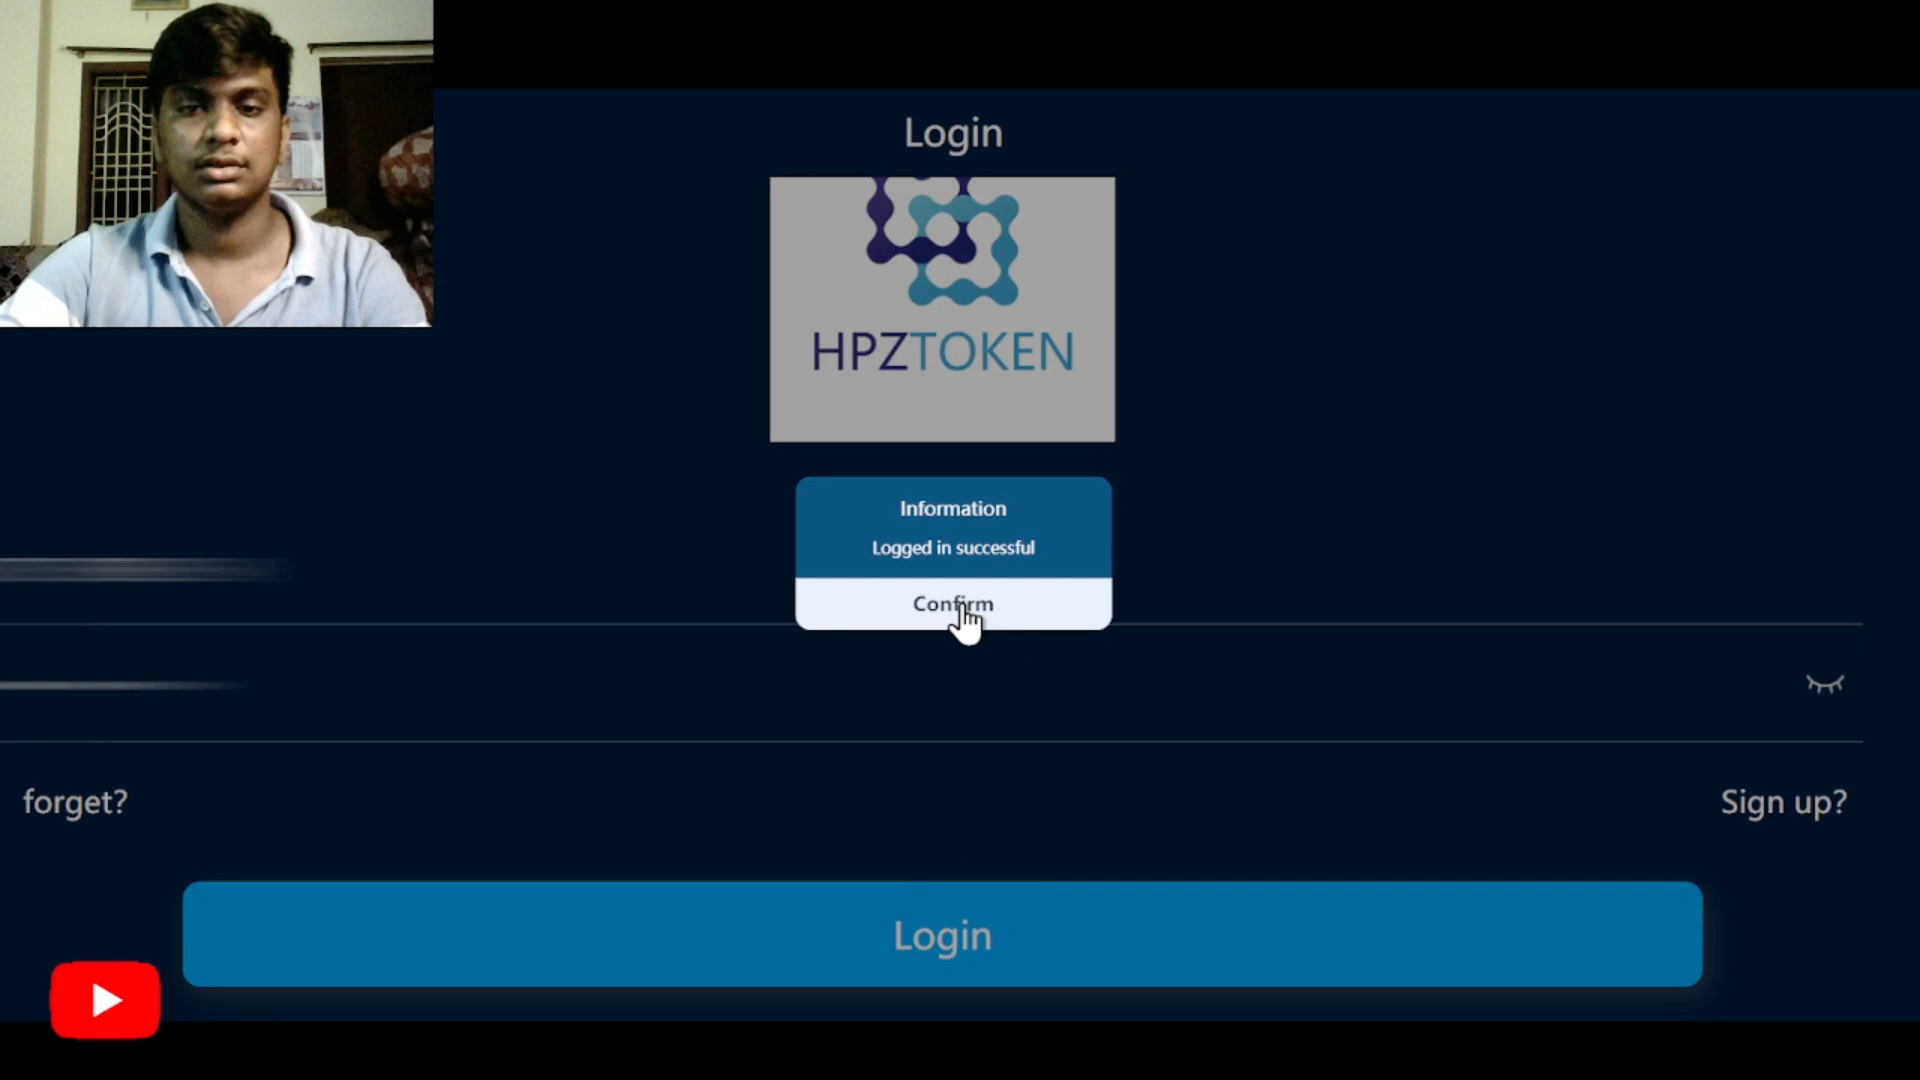 Login
HPZTOKEN
Information
Logged in successful
Confirm
forget?
Sign up?
Login